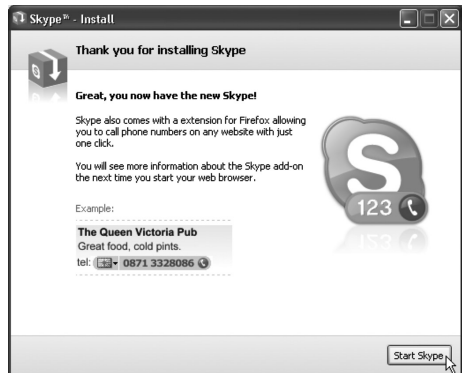 Skype™ - Install
Thank you for installing Skype
Great, you now have the new Skype!
Skype also comes with a extension for Firefox allowing
you to call phone numbers on any website with just
one click.
You will see more information about the Skype add-on
the next time you start your web browser.
Example:
The Queen Victoria Pub
Great food, cold pints.
tel: 0871 3328086
S
123
Start Skype